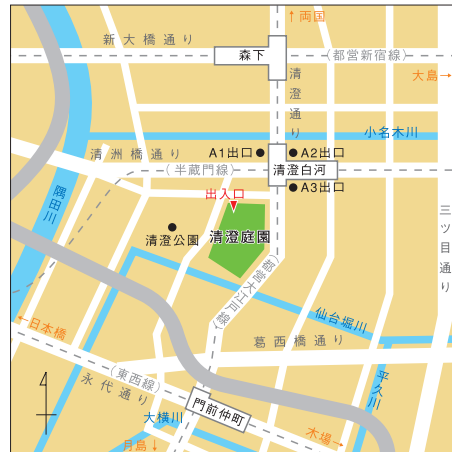 ↑両国
新大橋通り
森下
(都営新宿線)
大島→
清澄通り
小名木川
清洲橋通り
A1出口
A2出口
(半蔵門線)
清澄白河
A3出口
出入口
隅田川
清澄公園
清澄庭園
三ツ目通り
(都営大江戸線)
仙台堀川
←日本橋
葛西橋通り
(東西線)
永代通り
平久川
門前仲町
大横川
木場→
月島↓